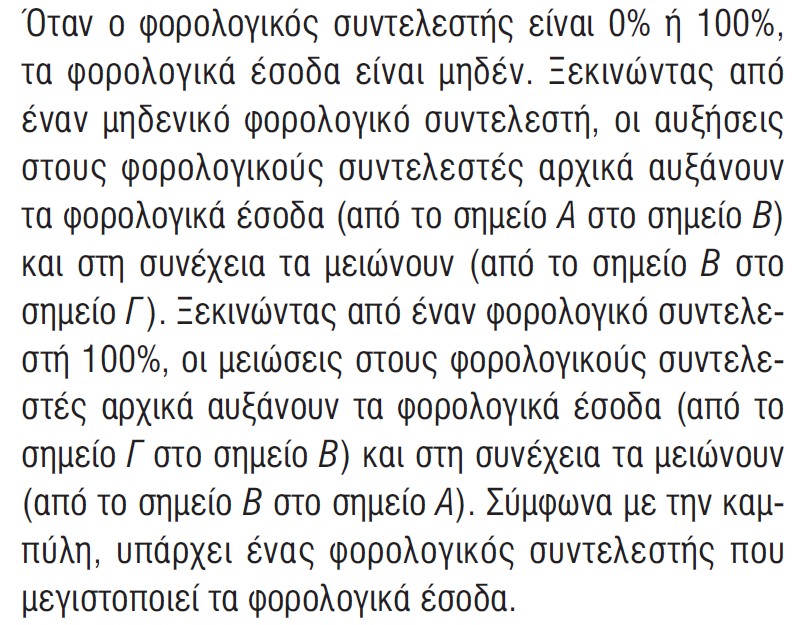 Όταν ο φορολογικός συντελεστής είναι 0% ή 100%,
τα φορολογικά έσοδα είναι μηδέν. Ξεκινώντας από
έναν μηδενικό φορολογικό συντελεστή, οι αυξήσεις
στους φορολογικούς συντελεστές αρχικά αυξάνουν
τα φορολογικά έσοδα (από το σημείο Α στο σημείο Β)
και στη συνέχεια τα μειώνουν (από το σημείο Β στο
σημείο Γ). Ξεκινώντας από έναν φορολογικό συντελε-
στή 100%, οι μειώσεις στους φορολογικούς συντελε-
στές αρχικά αυξάνουν τα φορολογικά έσοδα (από το
σημείο Γ στο σημείο Β) και στη συνέχεια τα μειώνουν
(από το σημείο Β στο σημείο Α). Σύμφωνα με την καμ-
πύλη, υπάρχει ένας φορολογικός συντελεστής που
μεγιστοποιεί τα φορολογικά έσοδα.